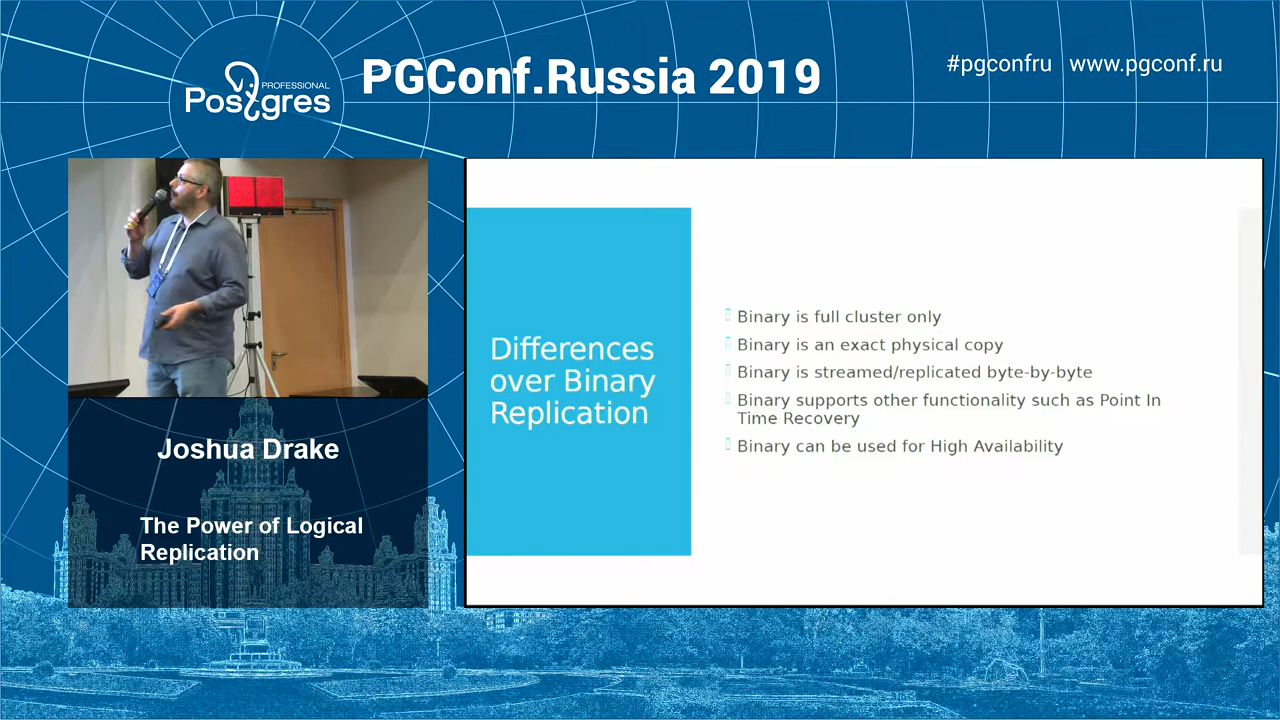 PROFESSIONAL
Postgres
PGConf.Russia 2019
#pgconfru www.pgconf.ru
Joshua Drake
The Power of Logical
Replication
Differences
over Binary
Replication
Binary is full cluster only
Binary is an exact physical copy
Binary is streamed/replicated byte-by-byte
Binary supports other functionality such as Point In
Time Recovery
Binary can be used for High Availability